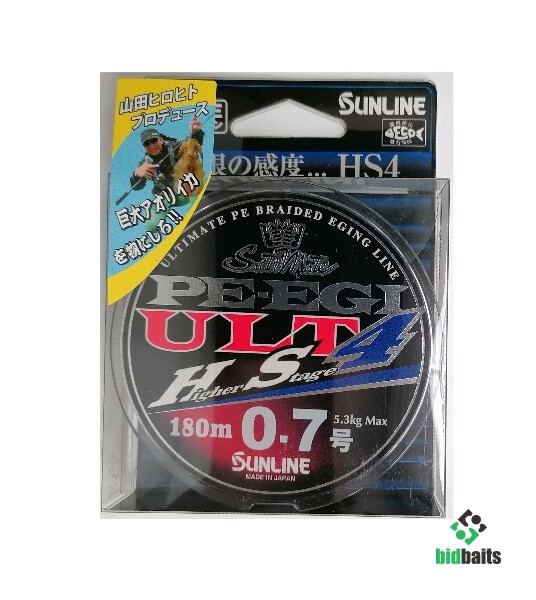 山田ヒロヒト
プロデュース
巨大アオリイカ
を物にしろ!!!
SUNLINE
限の感度... HS4
ULTIMATE PE BRAIDED EGING LINE
PE-EGI
ULT 4
Higher Stage
180m 0.7号
5.3kg Max
SUNLINE
MADE IN JAPAN
bidbaits